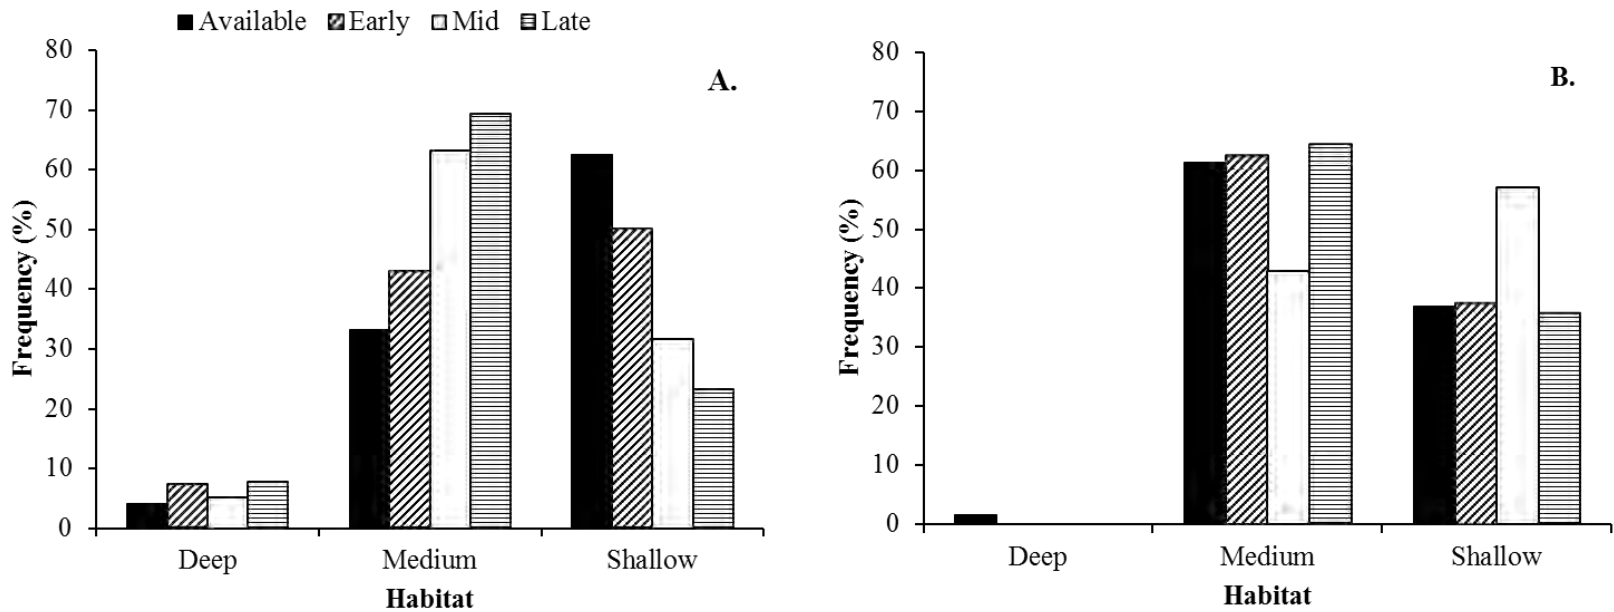 Available Early Mid Late
80
70
60
50
40
30
20
10
0
Frequency (%)
A.
Deep Medium Shallow
Habitat
80
70
60
50
40
30
20
10
0
Frequency (%)
B.
Deep Medium Shallow
Habitat